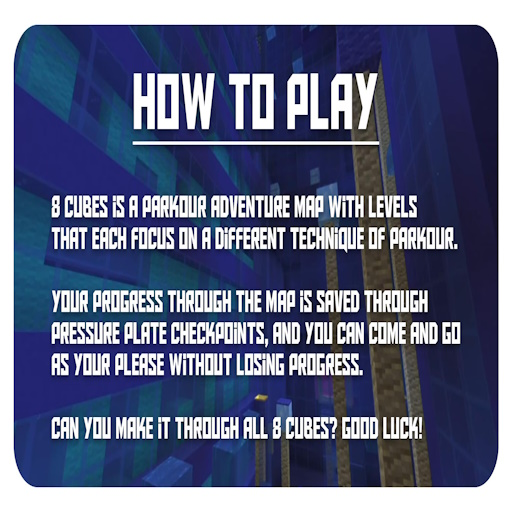 HOW TO PLAY
8 CUBES IS A PARKOUR ADVENTURE MAP WITH LEVELS
THAT EACH FOCUS ON A DIFFERENT TECHNIQUE OF PARKOUR.
YOUR PROGRESS THROUGH THE MAP IS SAVED THROUGH
PRESSURE PLATE CHECKPOINTS, AND YOU CAN COME AND GO
AS YOUR PLEASE WITHOUT LOSING PROGRESS.
CAN YOU MAKE IT THROUGH ALL 8 CUBES? GOOD LUCK!